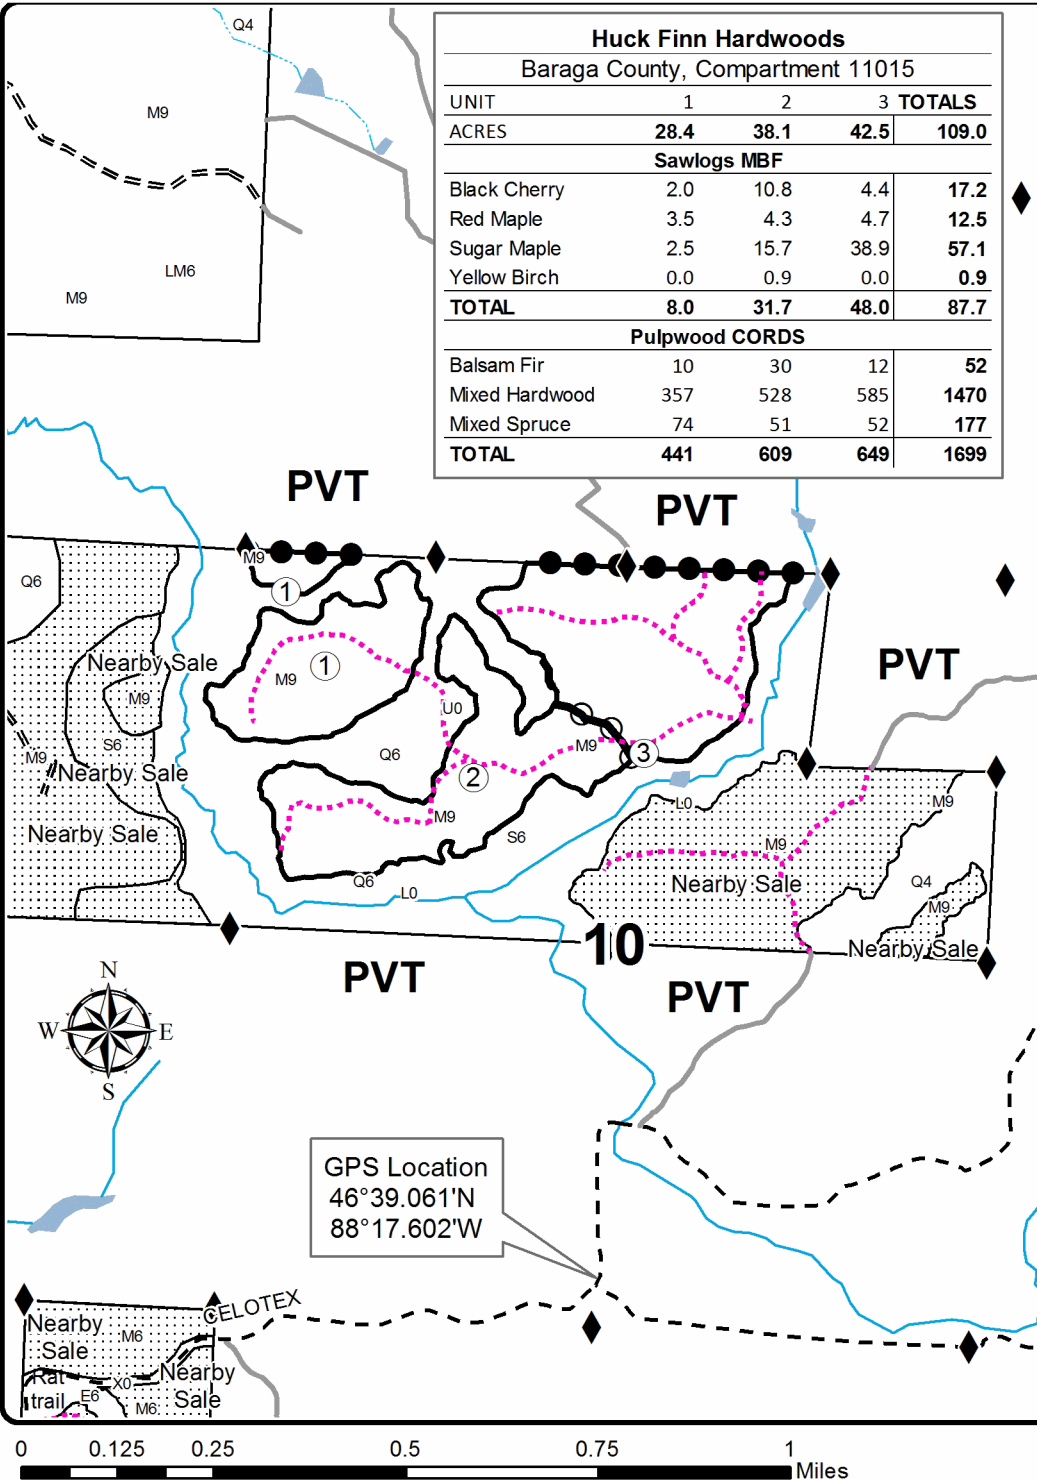 Huck Finn Hardwoods
Baraga County, Compartment 11015
UNIT 1 2 3 TOTALS
ACRES 28.4 38.1 42.5 109.0
Sawlogs MBF
Black Cherry 2.0 10.8 4.4 17.2
Red Maple 3.5 4.3 4.7 12.5
Sugar Maple 2.5 15.7 38.9 57.1
Yellow Birch 0.0 0.9 0.0 0.9
TOTAL 8.0 31.7 48.0 87.7
Pulpwood CORDS
Balsam Fir 10 30 12 52
Mixed Hardwood 357 528 585 1470
Mixed Spruce 74 51 52 177
TOTAL 441 609 649 1699
Q4
M9
LM6
M9
PVT
PVT
M9
Q6
1
Nearby Sale
1
M9
PVT
M9
U0
S6
M9
3
M9
Q6
Nearby Sale
2
L0
M9
M9
Nearby Sale
S6
M9
Q6
Nearby Sale
Q4
L0
M9
10
Nearby Sale
PVT
PVT
N
W E
S
GPS Location
46°39.061'N
88°17.602'W
CELOTEX
Nearby
Sale
M6
Rat
trail
X0
E6
M6
Nearby
Sale
0 0.125 0.25 0.5 0.75 1
Miles